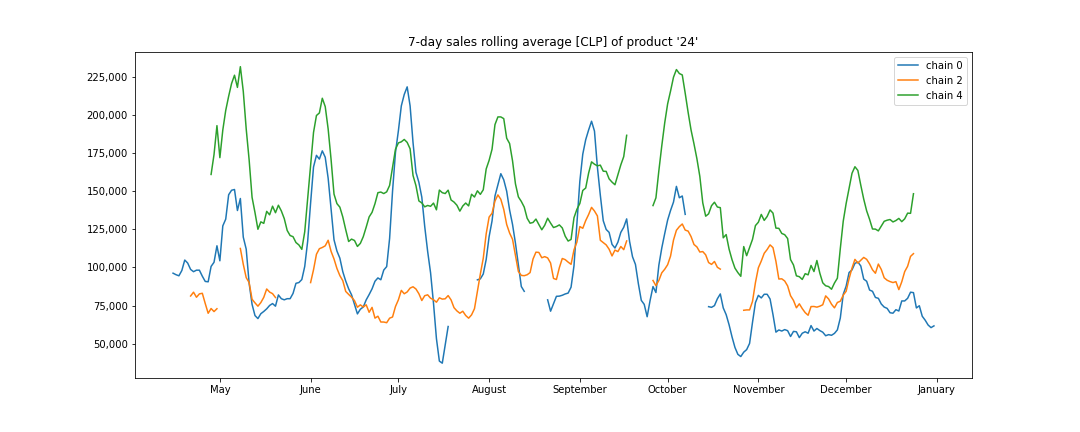 7-day sales rolling average [CLP] of product '24'
chain 0
chain 2
chain 4
225,000
200,000
175,000
150,000
125,000
100,000
75,000
50,000
May June July August September October November December January